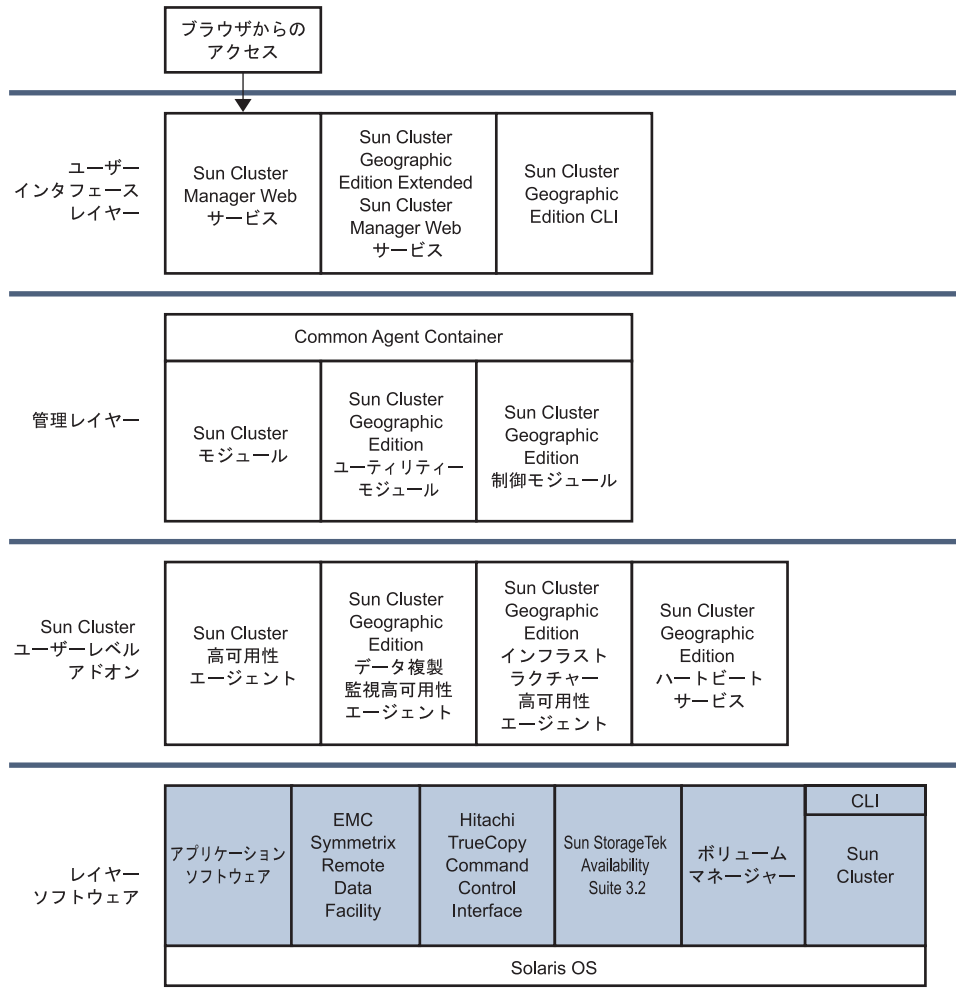 ブラウザからの
アクセス
ユーザー
インタフェース
レイヤー
Sun Cluster
Manager Web
サービス
Sun Cluster
Geographic
Edition Extended
Sun Cluster
Manager Web
サービス
Sun Cluster
Geographic
Edition CLI
管理レイヤー
Common Agent Container
Sun Cluster
モジュール
Sun Cluster
Geographic
Edition
ユーティリティー
モジュール
Sun Cluster
Geographic
Edition
制御モジュール
Sun Cluster
ユーザーレベル
アドオン
Sun Cluster
高可用性
エージェント
Sun Cluster
Geographic
Edition
データ複製
監視高可用性
エージェント
Sun Cluster
Geographic
Edition
インフラスト
ラクチャー
高可用性
エージェント
Sun Cluster
Geographic
Edition
ハートビート
サービス
レイヤー
ソフトウェア
アプリケーション
ソフトウェア
EMC
Symmetrix
Remote
Data
Facility
Hitachi
TrueCopy
Command
Control
Interface
Sun StorageTek
Availability
Suite 3.2
ボリューム
マネージャー
CLI
Sun
Cluster
Solaris OS